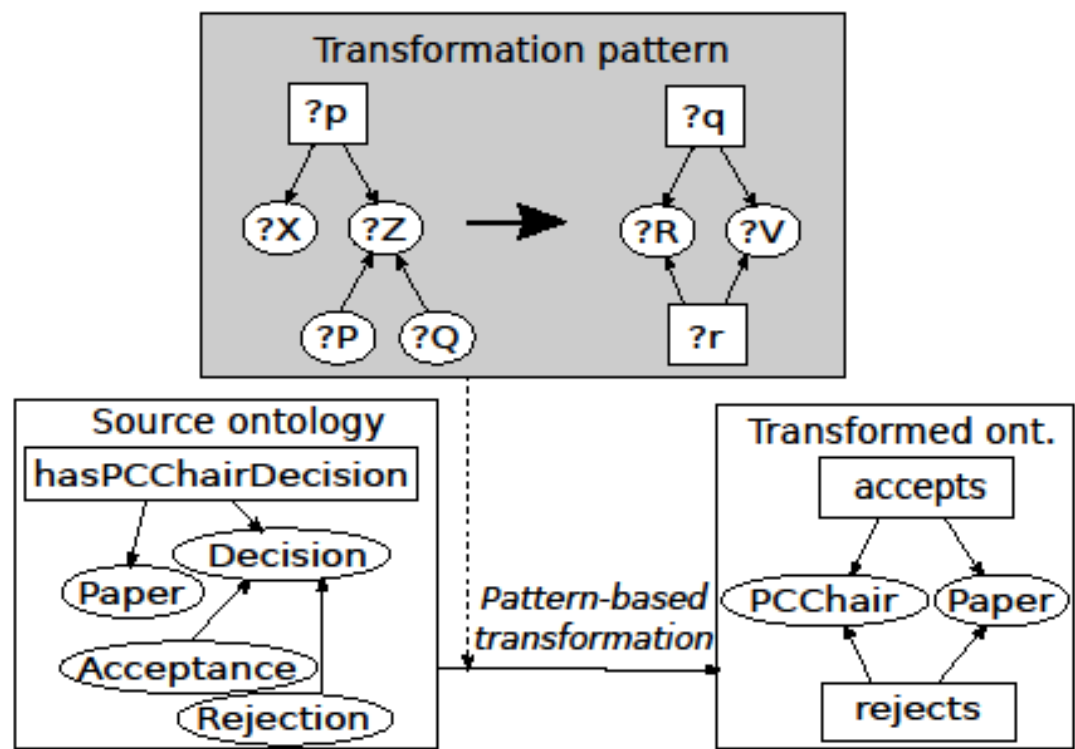 Transformation pattern
?p
?q
?X
?Z
?R
?V
?P
?Q
?r
Source ontology
hasPCChairDecision
Decision
Paper
Acceptance
Rejection
Pattern-based
transformation
Transformed ont.
accepts
PCChair
Paper
rejects